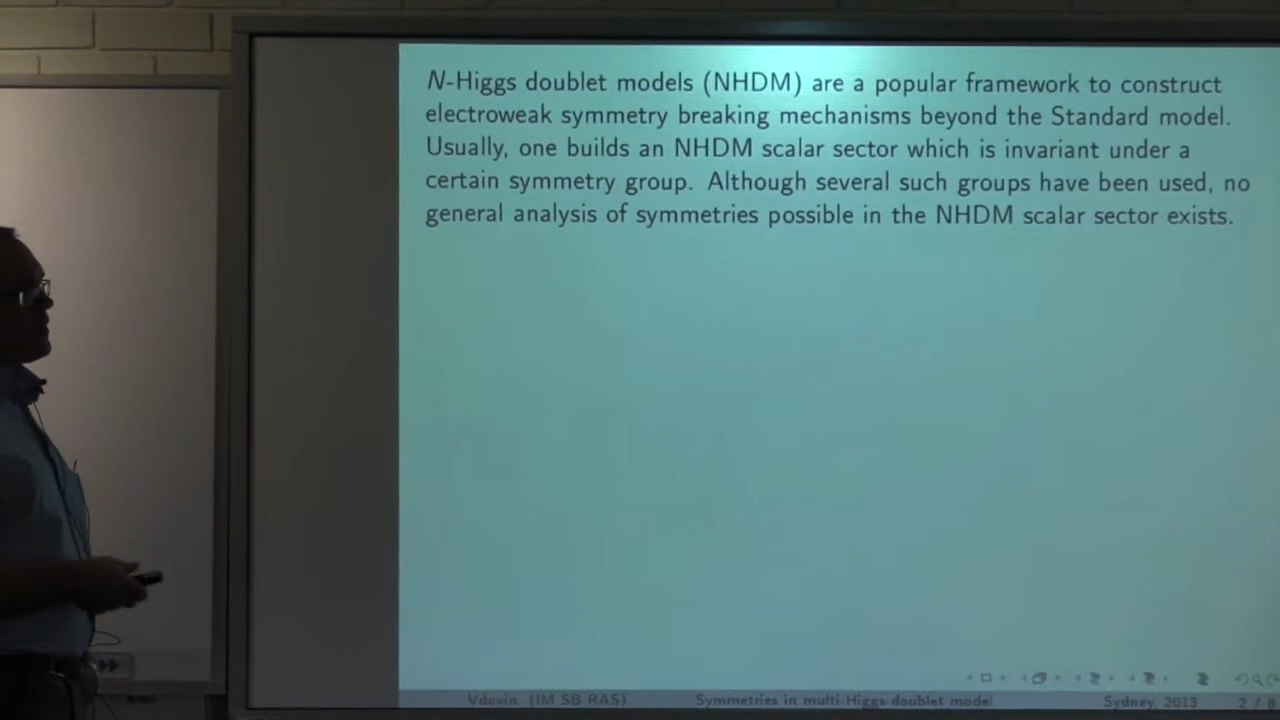 N-Higgs doublet models (NHDM) are a popular framework to construct
electroweak symmetry breaking mechanisms beyond the Standard model.
Usually, one builds an NHDM scalar sector which is invariant under a
certain symmetry group. Although several such groups have been used, no
general analysis of symmetries possible in the NHDM scalar sector exists.
Vdovin (IM SB RAS) Symmetries in multi-Higgs-doublet model Sydney, 2013 2 / 8